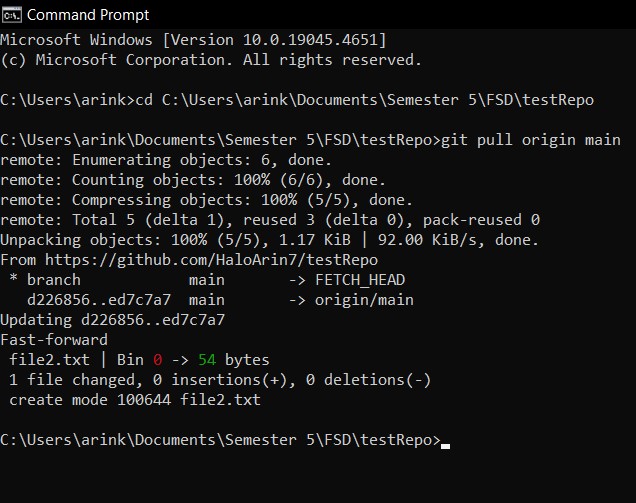 Command Prompt
Microsoft Windows [Version 10.0.19045.4651]
(c) Microsoft Corporation. All rights reserved.
C:\Users\arink>cd C:\Users\arink\Documents\Semester 5\FSD\testRepo
C:\Users\arink\Documents\Semester 5\FSD\testRepo>git pull origin main
remote: Enumerating objects: 6, done.
remote: Counting objects: 100% (6/6), done.
remote: Compressing objects: 100% (5/5), done.
remote: Total 5 (delta 1), reused 3 (delta 0), pack-reused 0
Unpacking objects: 100% (5/5), 1.17 KiB | 92.00 KiB/s, done.
From https://github.com/HaloArin7/testRepo
 * branch            main       -> FETCH_HEAD
   d226856..ed7c7a7  main       -> origin/main
Updating d226856..ed7c7a7
Fast-forward
 file2.txt | Bin 0 -> 54 bytes
 1 file changed, 0 insertions(+), 0 deletions(-)
 create mode 100644 file2.txt
C:\Users\arink\Documents\Semester 5\FSD\testRepo>